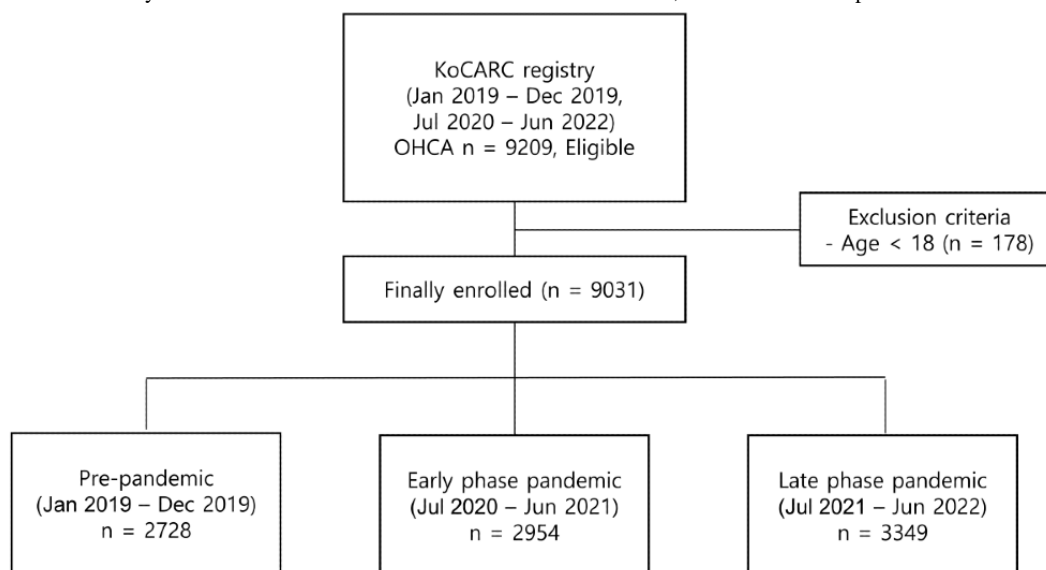 KoCARC registry
(Jan 2019 – Dec 2019,
Jul 2020 – Jun 2022)
OHCA n = 9209, Eligible
Exclusion criteria
- Age < 18 (n = 178)
Finally enrolled (n = 9031)
Pre-pandemic
(Jan 2019 – Dec 2019)
n = 2728
Early phase pandemic
(Jul 2020 – Jun 2021)
n = 2954
Late phase pandemic
(Jul 2021 – Jun 2022)
n = 3349